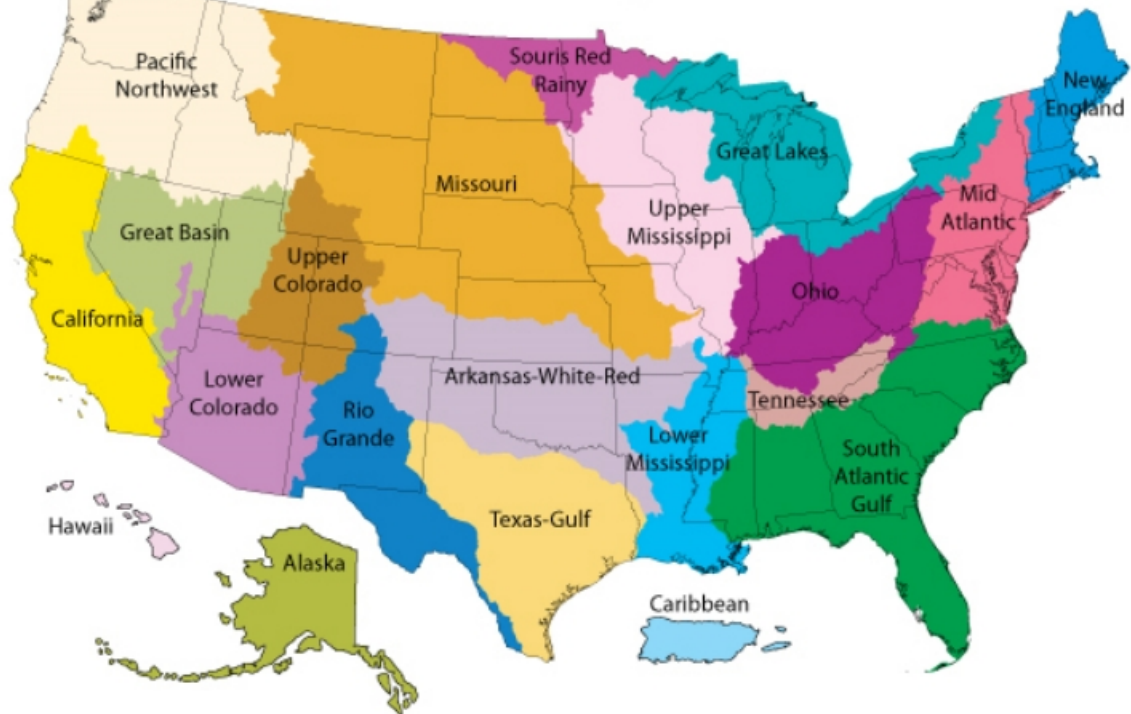 Pacific
Northwest
Souris Red
Rainy
New
England
Great Lakes
Missouri
Mid
Atlantic
Upper
Mississippi
Great Basin
Upper
Colorado
Ohio
California
Arkansas-White-Red
Lower
Colorado
Tennessee
Rio
Grande
Lower
Mississippi
South
Atlantic
Gulf
Texas-Gulf
Hawaii
Alaska
Caribbean